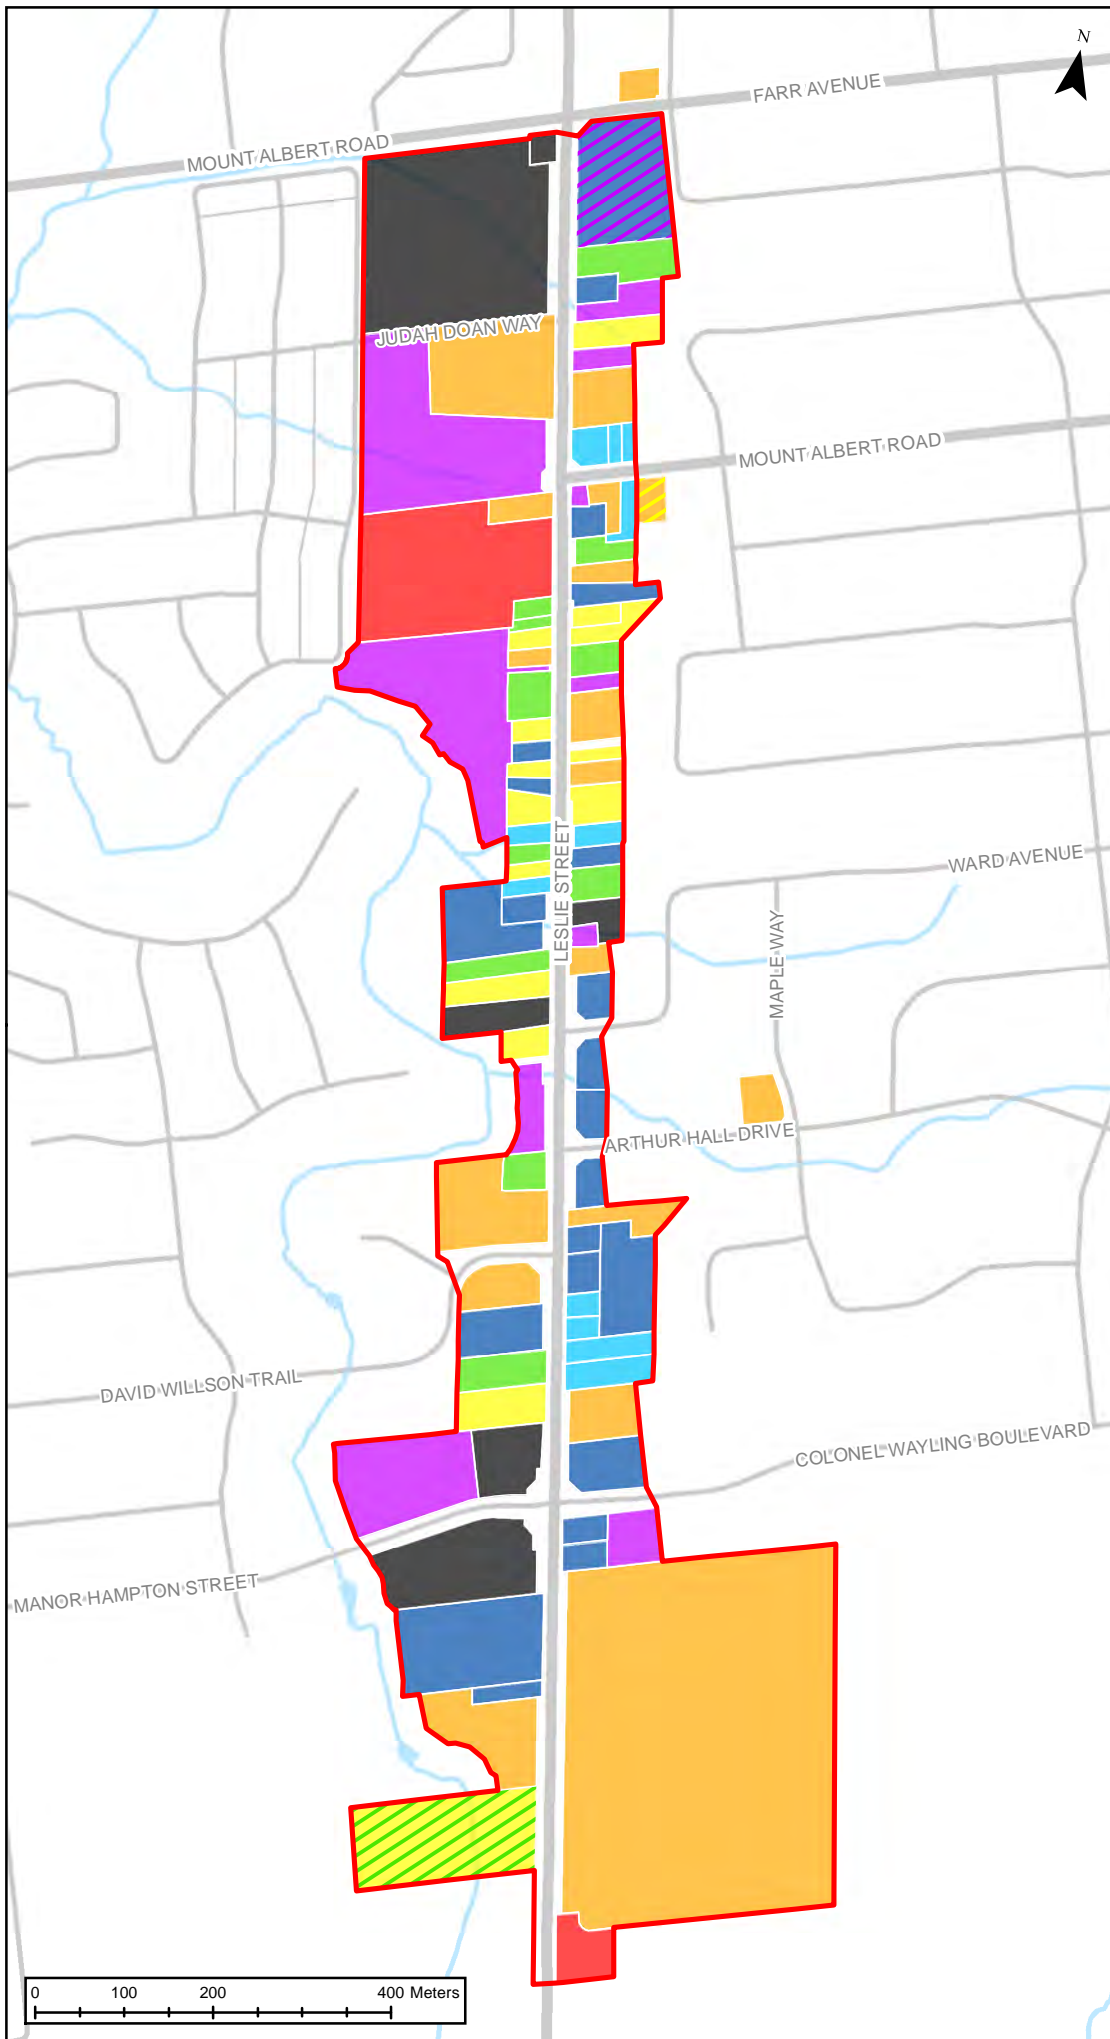 N
FARR AVENUE
MOUNT ALBERT ROAD
JUDAH DOAN WAY
MOUNT ALBERT ROAD
LESLIE STREET
WARD AVENUE
MAPLE WAY
ARTHUR HALL DRIVE
DAVID WILLSON TRAIL
COLONEL WAYLING BOULEVARD
MANOR HAMPTON STREET
0 100 200 400 Meters